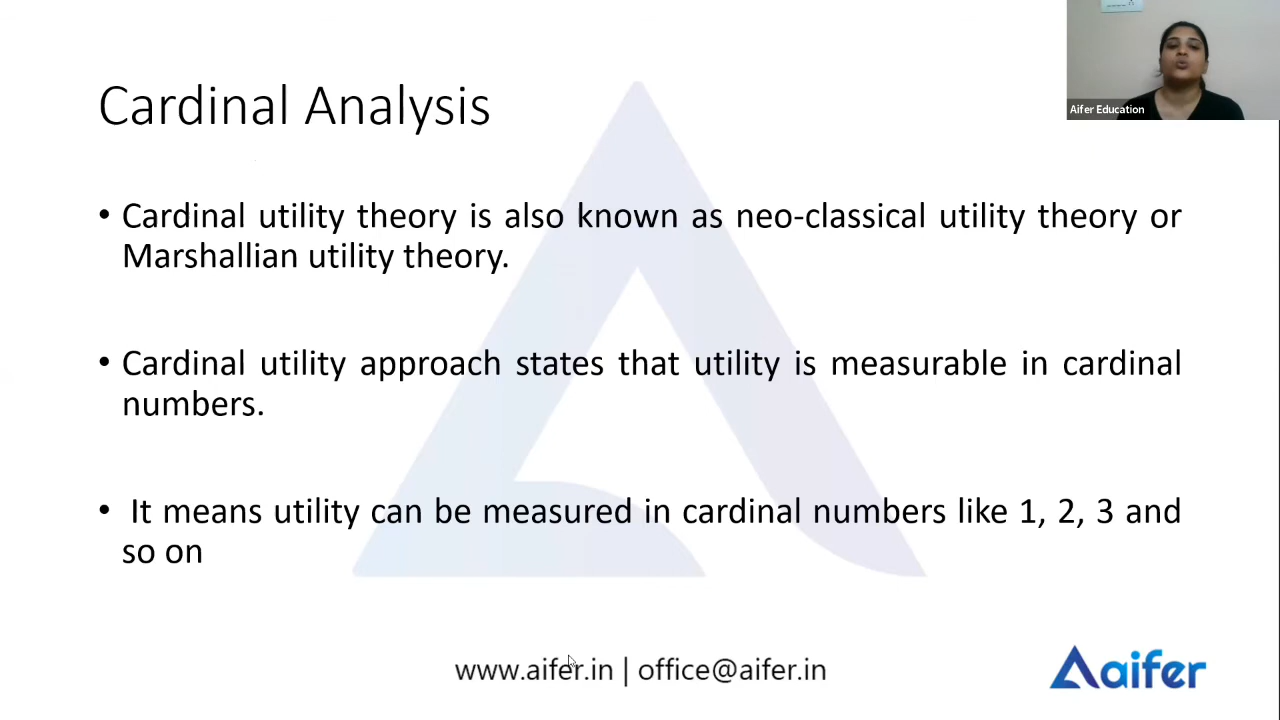 Aifer Education
Cardinal Analysis
• Cardinal utility theory is also known as neo-classical utility theory or
Marshallian utility theory.
• Cardinal utility approach states that utility is measurable in cardinal
numbers.
• It means utility can be measured in cardinal numbers like 1, 2, 3 and
so on
www.aifer.in | office@aifer.in
aifer